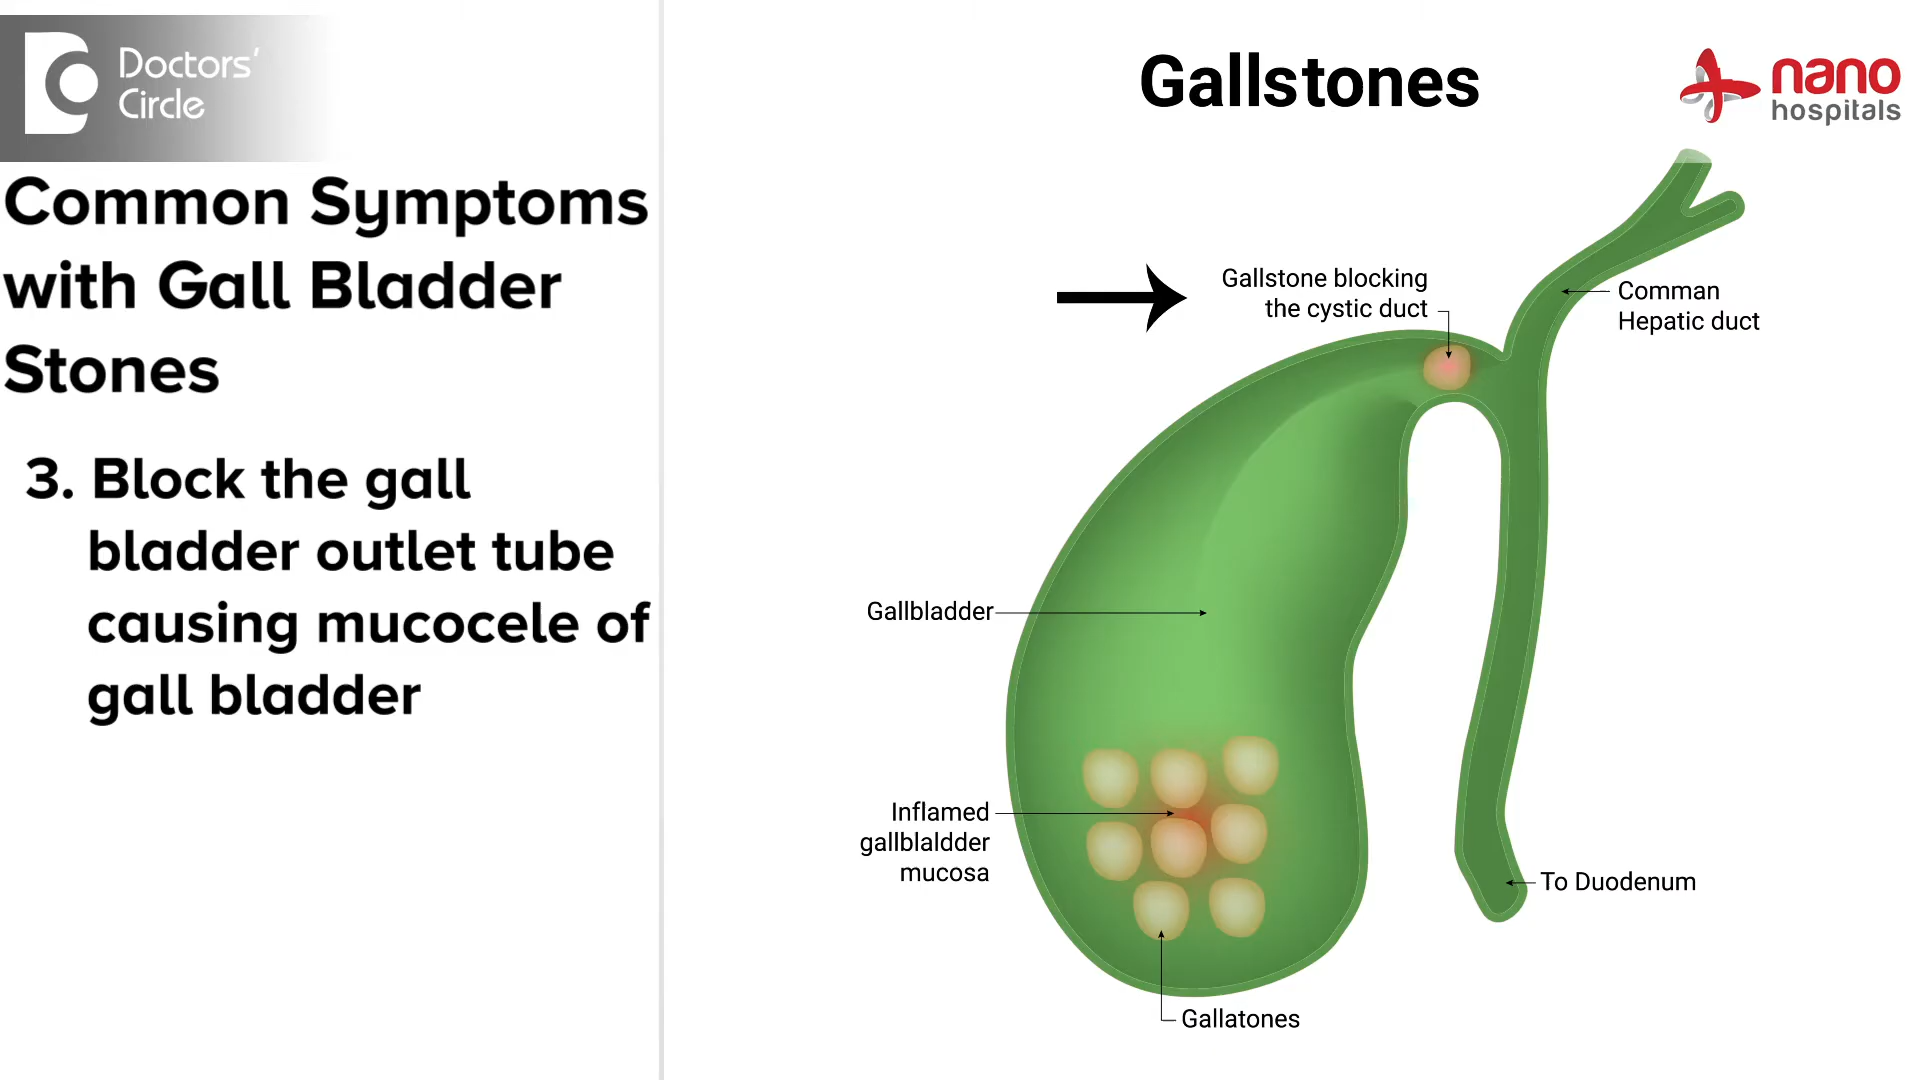 Doctors'
Circle
Common Symptoms
with Gall Bladder
Stones
3. Block the gall
bladder outlet tube
causing mucocele of
gall bladder
Gallstones
nano
hospitals
Gallstone blocking
the cystic duct
Comman
Hepatic duct
Gallbladder
Inflamed
gallblaldder
mucosa
To Duodenum
Gallatones